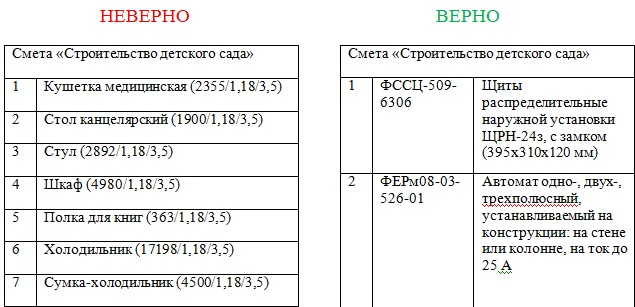 НЕВЕРНО
Смета «Строительство детского сада»
1 Кушетка медицинская (2355/1,18/3,5)
2 Стол канцелярский (1900/1,18/3,5)
3 Стул (2892/1,18/3,5)
4 Шкаф (4980/1,18/3,5)
5 Полка для книг (363/1,18/3,5)
6 Холодильник (17198/1,18/3,5)
7 Сумка-холодильник (4500/1,18/3,5)
ВЕРНО
Смета «Строительство детского сада»
1 ФССЦ-509- Щиты
6306 распределительные
наружной установки
ЩРН-24з, с замком
(395х310х120 мм)
2 ФЕРм08-03- Автомат одно-, двух-,
526-01 трехполюсный,
устанавливаемый на
конструкции: на стене
или колонне, на ток до
25 А